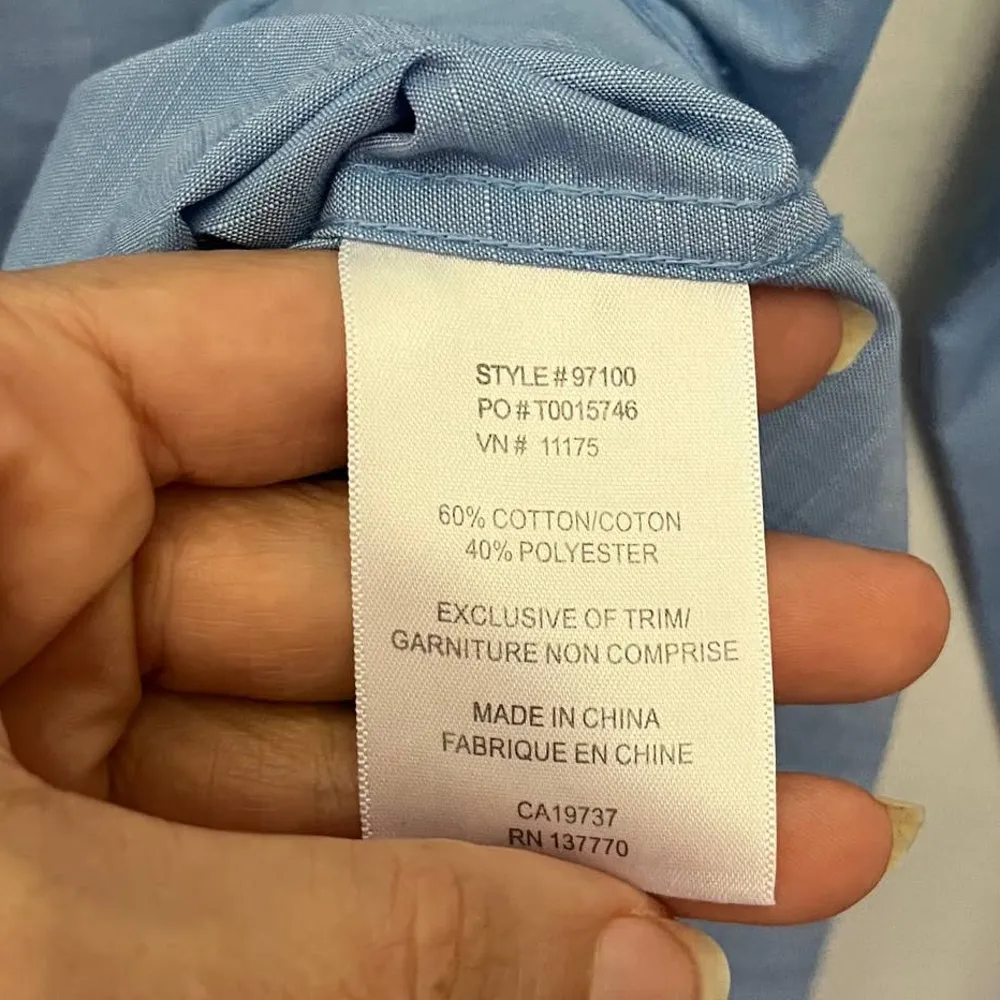 STYLE # 97100
PO # T0015746
VN # 11175
60% COTTON/COTON
40% POLYESTER
EXCLUSIVE OF TRIM/
GARNITURE NON COMPRISE
MADE IN CHINA
FABRIQUE EN CHINE
CA19737
RN 137770